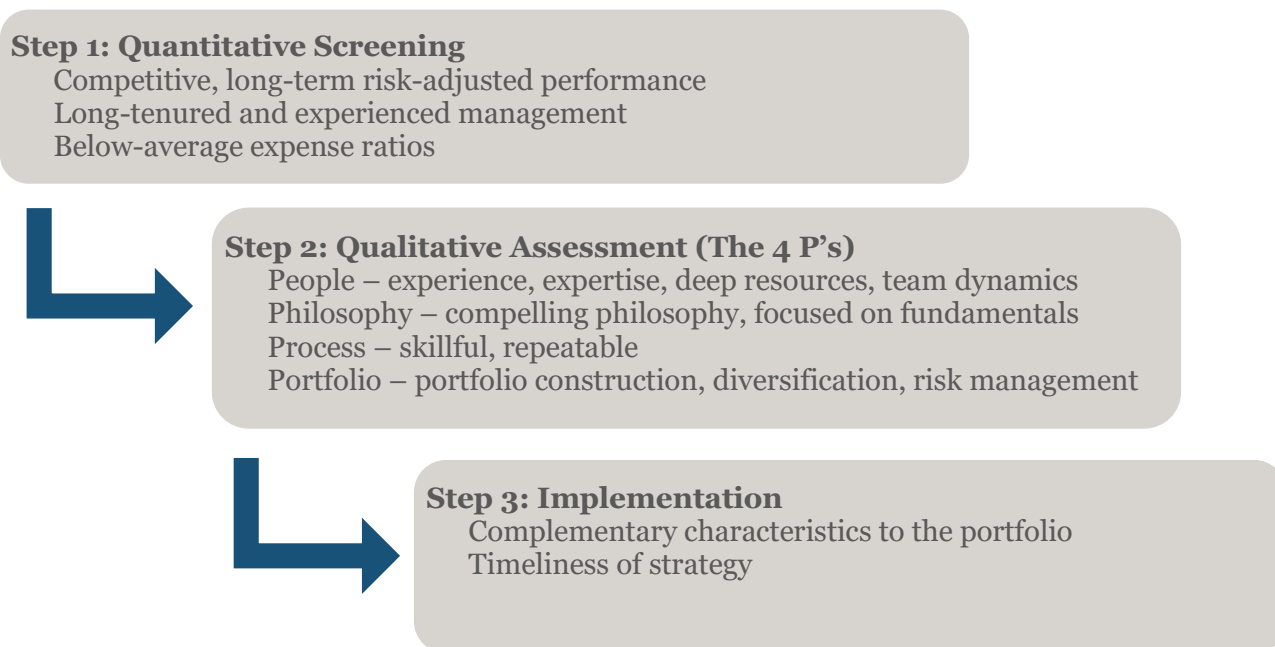 Step 1: Quantitative Screening
Competitive, long-term risk-adjusted performance
Long-tenured and experienced management
Below-average expense ratios
Step 2: Qualitative Assessment (The 4 P’s)
People – experience, expertise, deep resources, team dynamics
Philosophy – compelling philosophy, focused on fundamentals
Process – skillful, repeatable
Portfolio – portfolio construction, diversification, risk management
Step 3: Implementation
Complementary characteristics to the portfolio
Timeliness of strategy